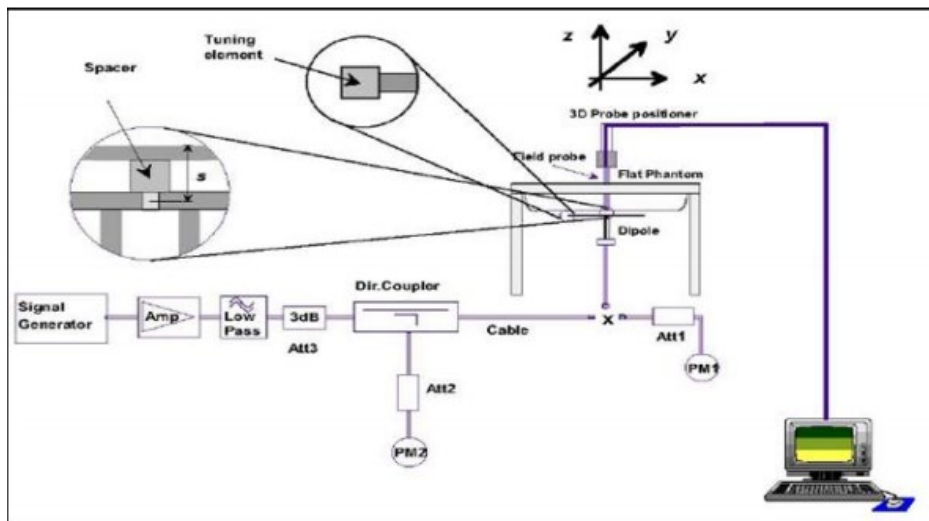 z
y
x
Tuning
element
Spacer
3D Probe positioner
Field probe
Flat Phantom
s
Dipole
Dir.Coupler
Signal
Generator
Amp
Low
Pass
3dB
Att3
Cable
x
Att1
PM1
Att2
PM2